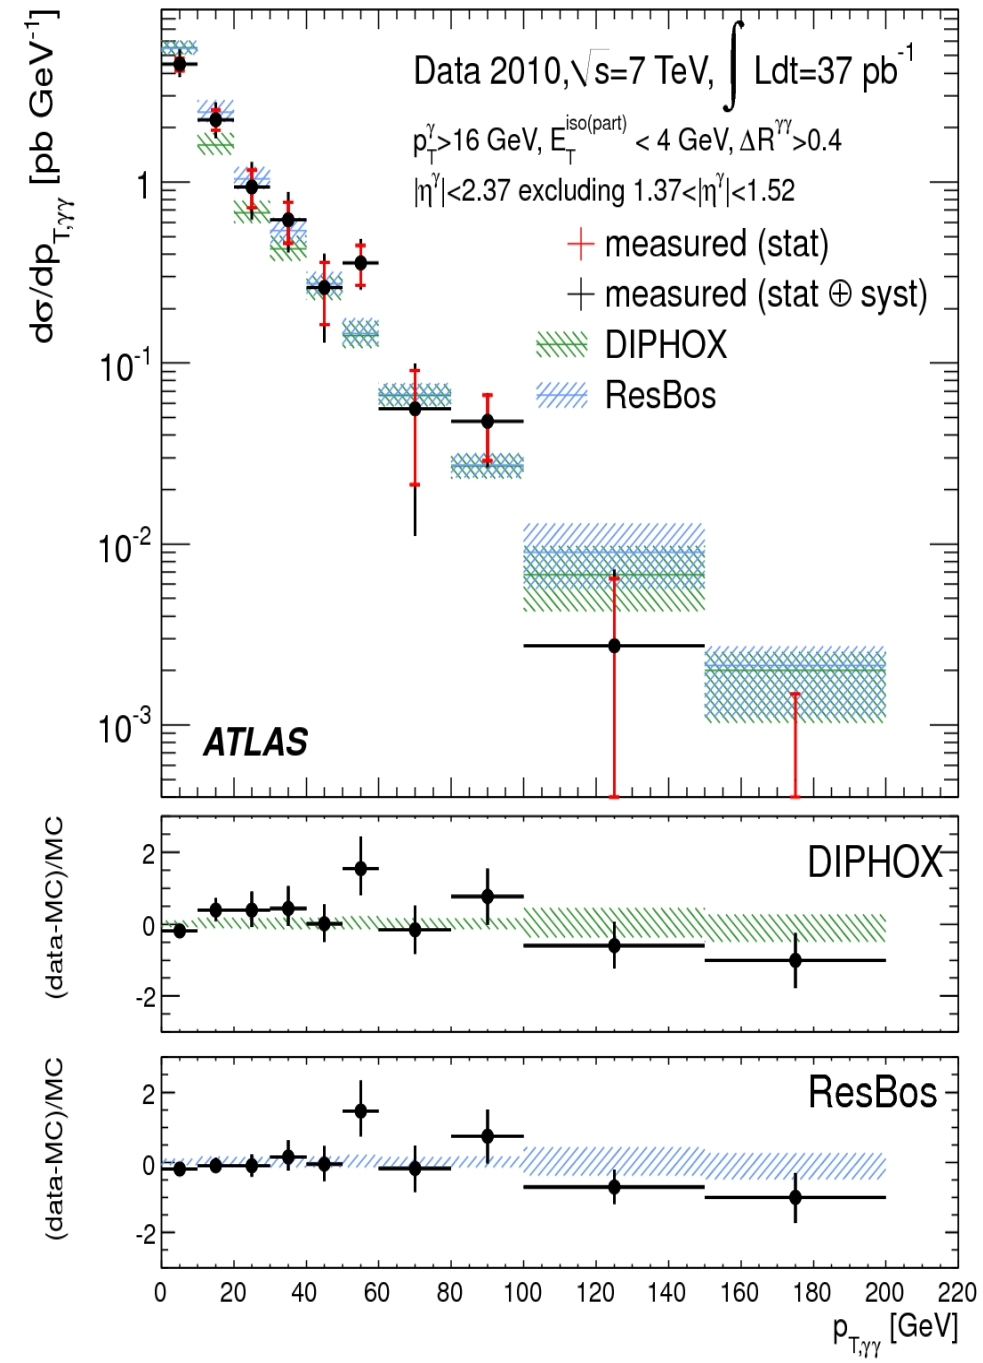 dσ/dp_T,γγ [pb GeV⁻¹]
Data 2010, √s=7 TeV, ∫ Ldt=37 pb⁻¹
p_T^γ>16 GeV, E_T^iso(part) < 4 GeV, ΔR^γγ>0.4
|η^γ|<2.37 excluding 1.37<|η^γ|<1.52
measured (stat)
measured (stat ⊕ syst)
DIPHOX
ResBos
1
10⁻¹
10⁻²
10⁻³
ATLAS
(data-MC)/MC
2
0
-2
DIPHOX
(data-MC)/MC
2
0
-2
ResBos
0 20 40 60 80 100 120 140 160 180 200 220
p_T,γγ [GeV]